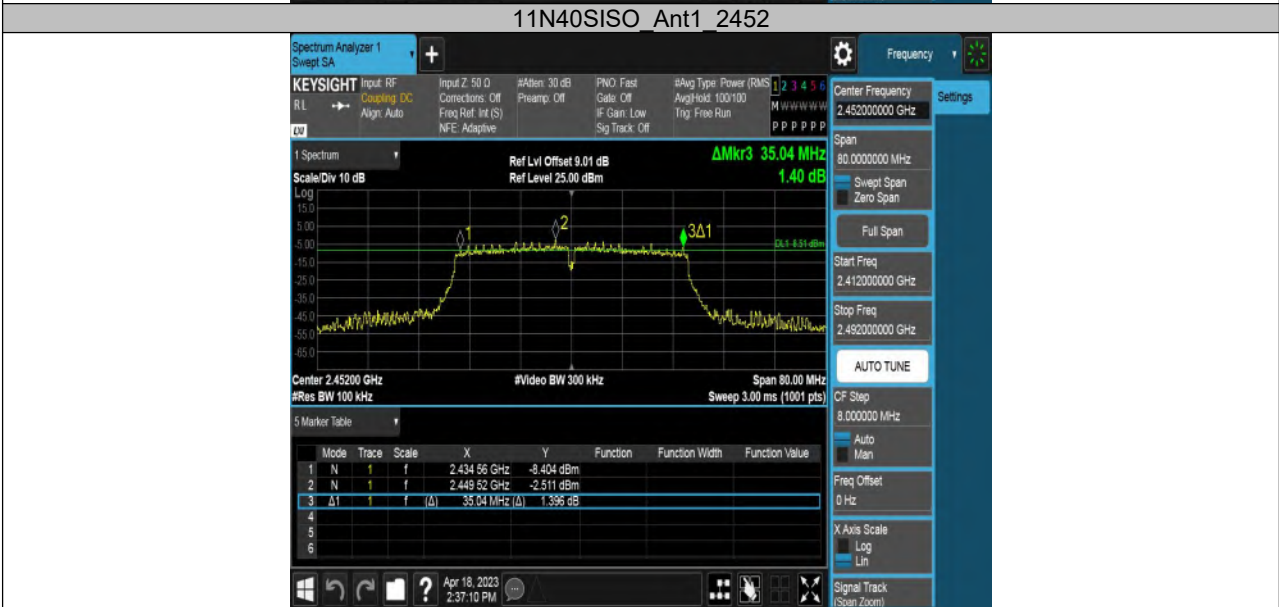 11N40SISO_Ant1_2452
Spectrum Analyzer 1
Swept SA
+
Frequency
KEYSIGHT
RL
Input: RF
Coupling: DC
Align: Auto
Input Z: 50 Ω
Corrections: Off
Freq Ref: Int (S)
NFE: Adaptive
#Atten: 30 dB
Preamp: Off
PNO: Fast
Gate: Off
IF Gain: Low
Sig Track: Off
#Avg Type: Power (RMS
Avg|Hold: 100/100
Trig: Free Run
1 2 3 4 5 6
M W W W W W
P P P P P P
Center Frequency
2.452000000 GHz
Settings
Span
80.0000000 MHz
Swept Span
Zero Span
Full Span
Start Freq
2.412000000 GHz
Stop Freq
2.492000000 GHz
AUTO TUNE
CF Step
8.000000 MHz
Auto
Man
Freq Offset
0 Hz
X Axis Scale
Log
Lin
Signal Track
(Span Zoom)
1 Spectrum
Scale/Div 10 dB
Ref Lvl Offset 9.01 dB
Ref Level 25.00 dBm
ΔMkr3 35.04 MHz
1.40 dB
Log
15.0
5.00
-5.00
-15.0
-25.0
-35.0
-45.0
-55.0
-65.0
1
2
3Δ1
DL1 -8.51 dBm
Center 2.45200 GHz
#Res BW 100 kHz
#Video BW 300 kHz
Span 80.00 MHz
Sweep 3.00 ms (1001 pts)
5 Marker Table
Mode Trace Scale X Y Function Function Width Function Value
1 N 1 f 2.434 56 GHz -8.404 dBm
2 N 1 f 2.449 52 GHz -2.511 dBm
3 Δ1 1 f (Δ) 35.04 MHz (Δ) 1.396 dB
4
5
6
?
Apr 18, 2023
2:37:10 PM